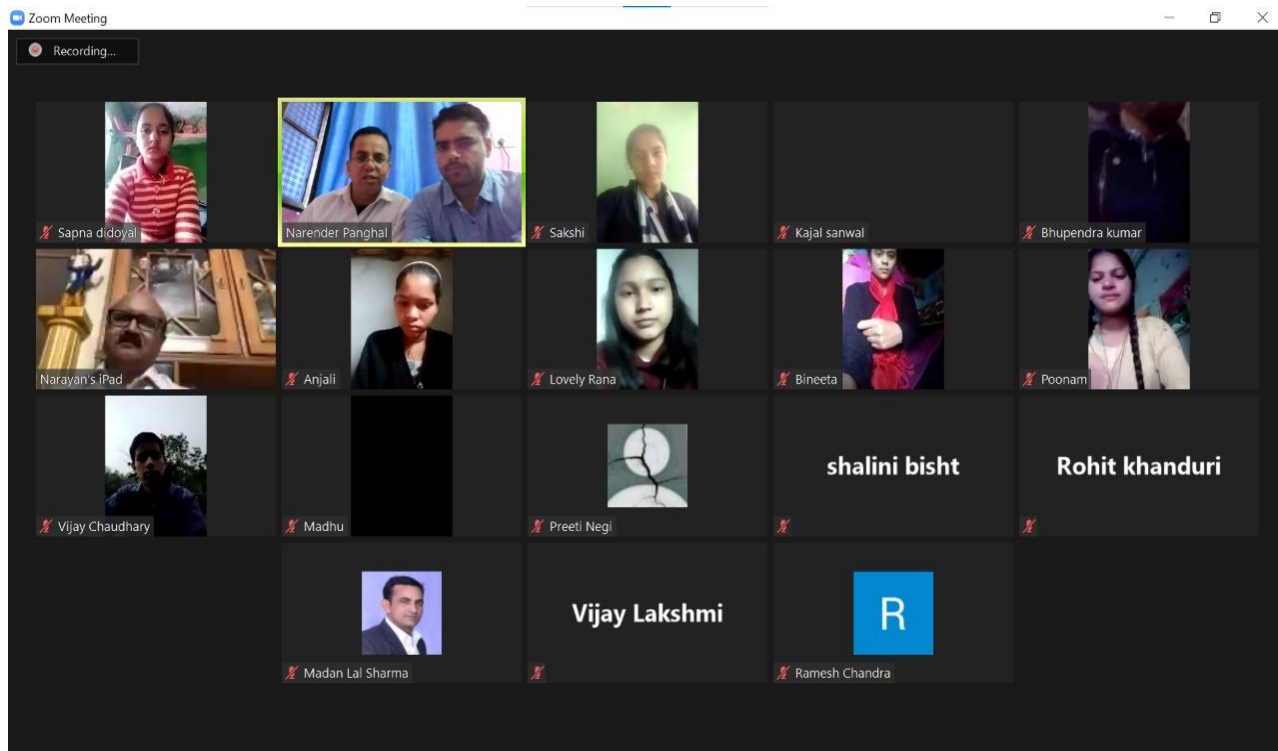 Zoom Meeting
Recording...
Sapna didoyal
Narender Panghal
Sakshi
Kajal sanwal
Bhupendra kumar
Narayan's iPad
Anjali
Lovely Rana
Bineeta
Poonam
Vijay Chaudhary
Madhu
Preeti Negi
shalini bisht
Rohit khanduri
Madan Lal Sharma
Vijay Lakshmi
R
Ramesh Chandra